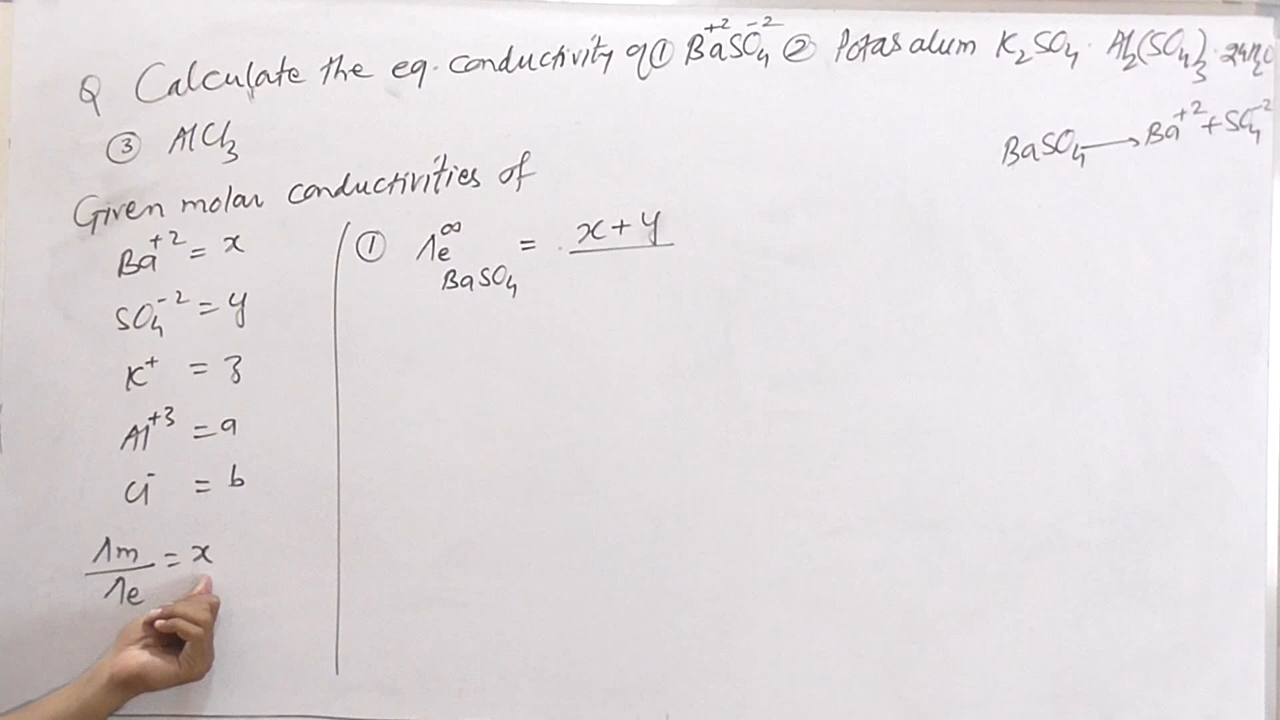 Q Calculate the eq. conductivity of ① Ba⁺²SO₄⁻² ② Potas alum K₂SO₄. Al₂(SO₄)₃. 24H₂O
③ AlCl₃
BaSO₄ → Ba⁺² + SO₄⁻²
Given molar conductivities of
Ba⁺² = x
SO₄⁻² = y
K⁺ = z
Al⁺³ = a
Cl⁻ = b
Λm/Λe = x
① Λe^∞ BaSO₄ = x+y